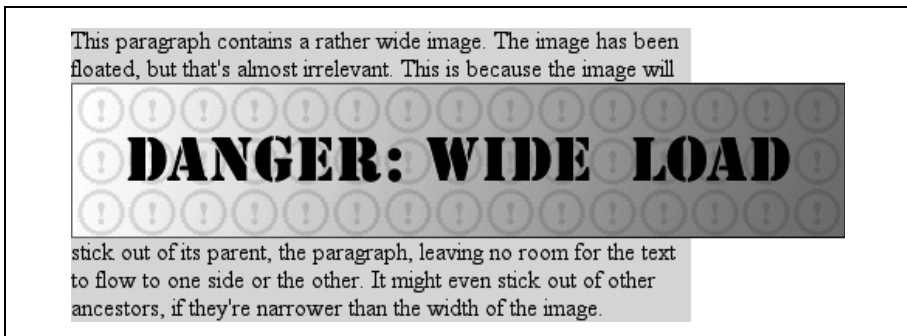 This paragraph contains a rather wide image. The image has been
floated, but that's almost irrelevant. This is because the image will
DANGER: WIDE LOAD
stick out of its parent, the paragraph, leaving no room for the text
to flow to one side or the other. It might even stick out of other
ancestors, if they're narrower than the width of the image.